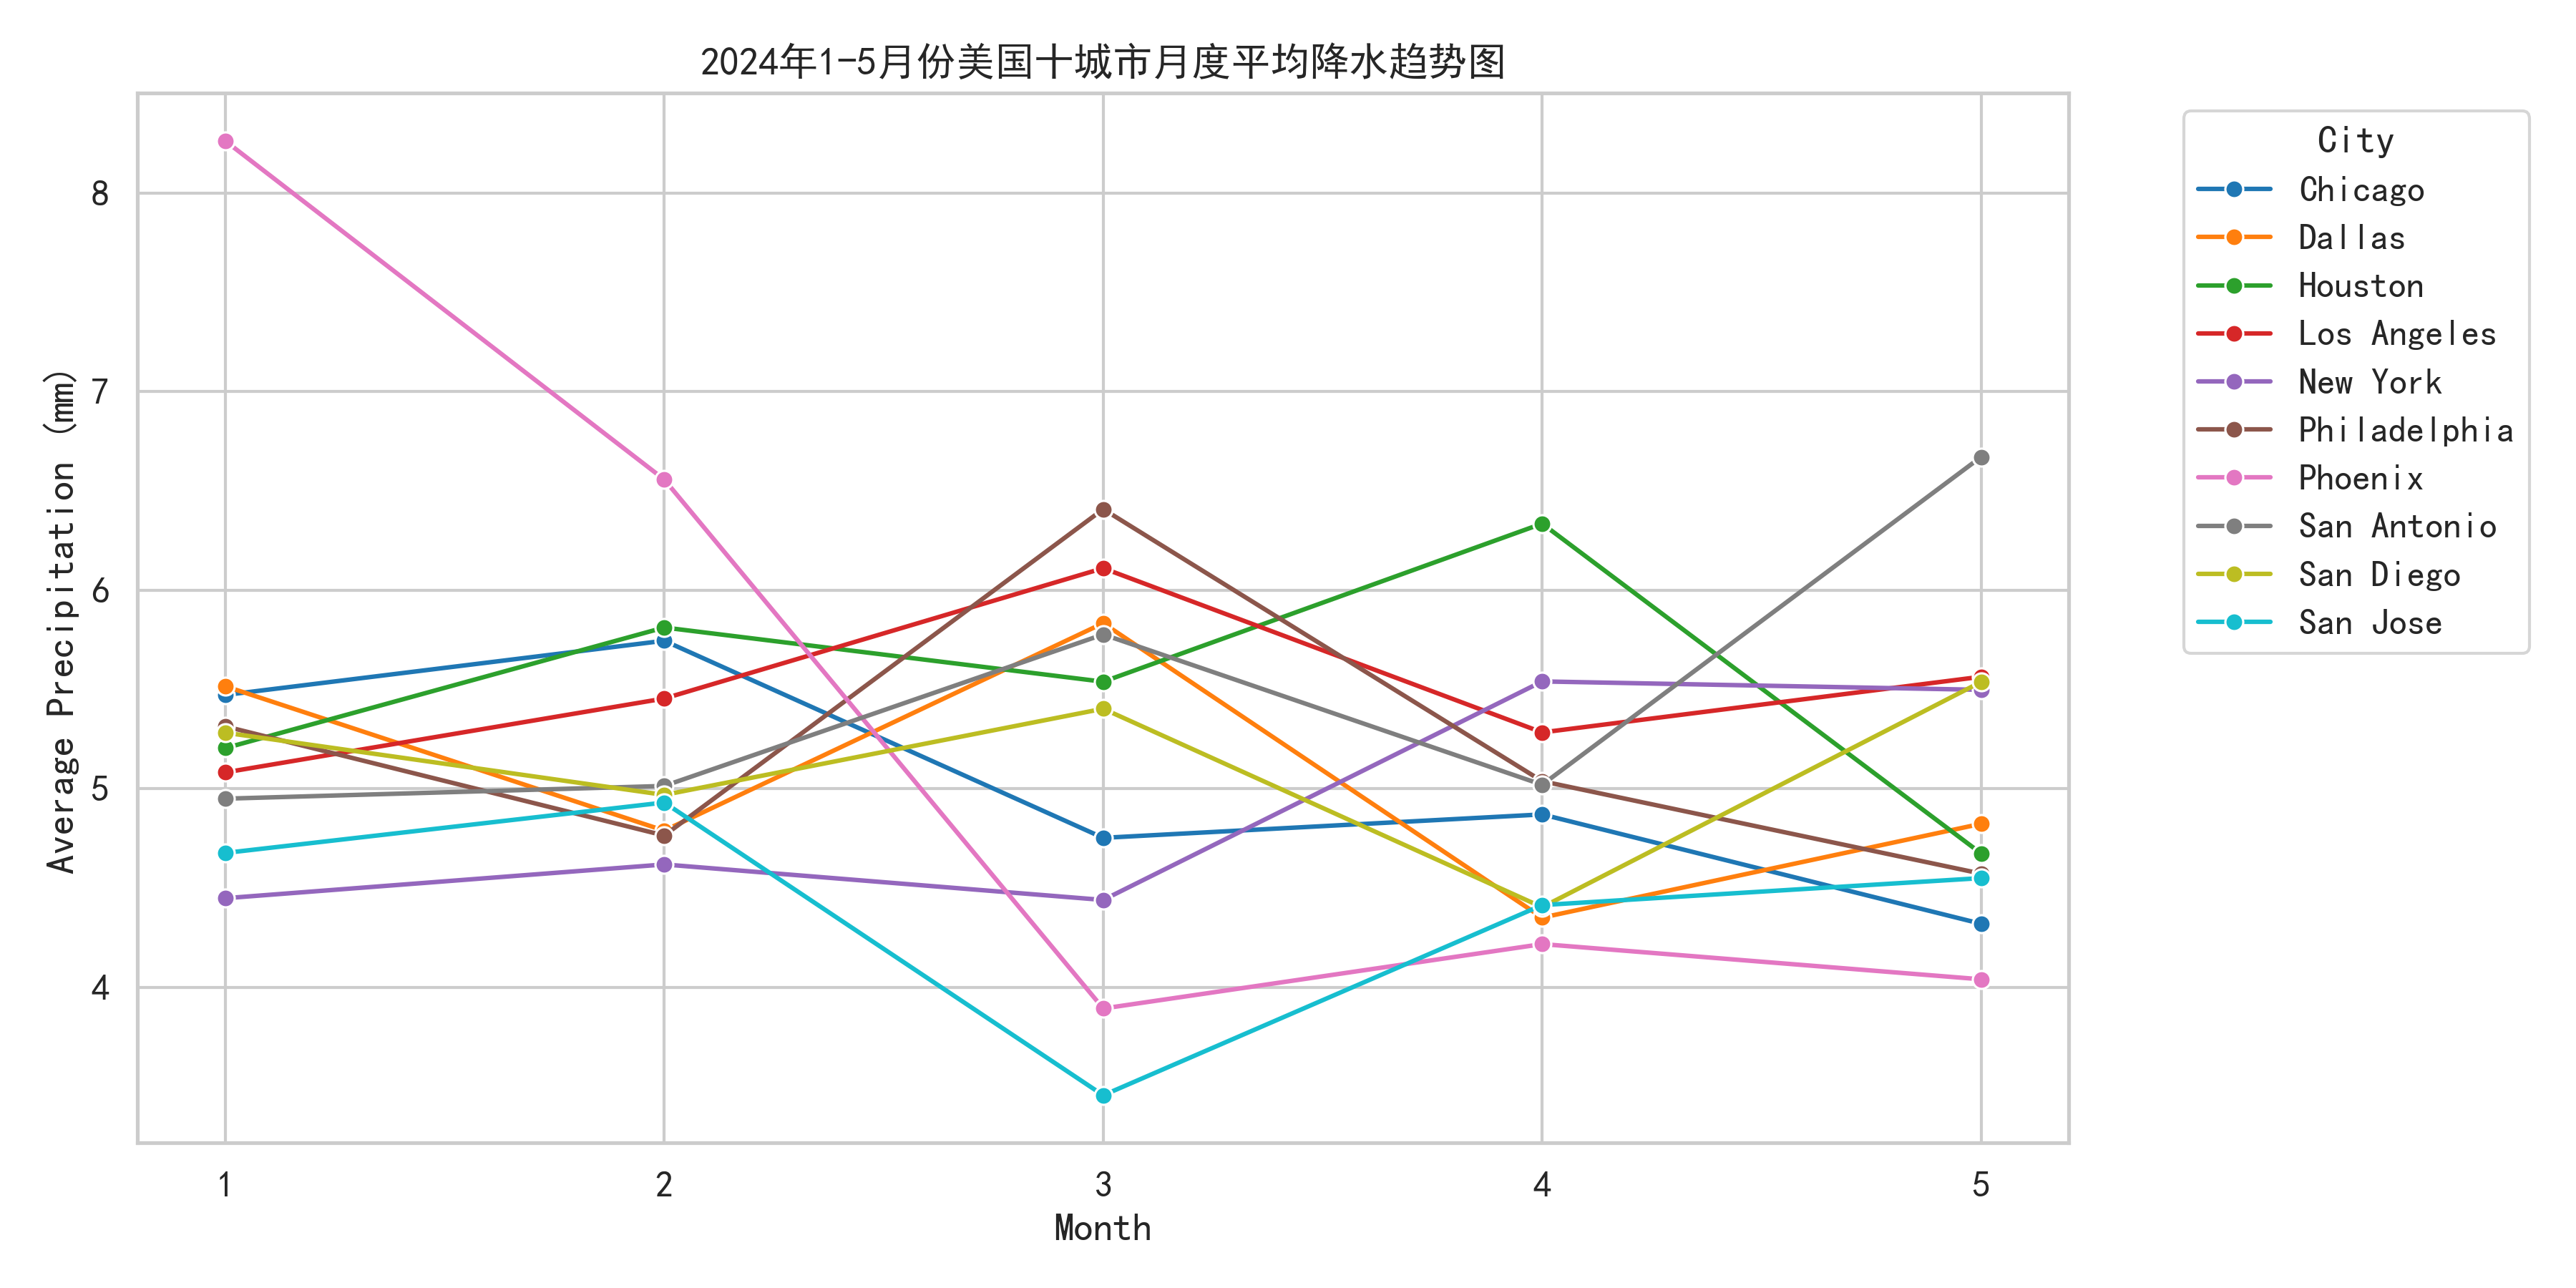 2024年1-5月份美国十城市月度平均降水趋势图
Average Precipitation (mm)
8
7
6
5
4
1 2 3 4 5
Month
City
Chicago
Dallas
Houston
Los Angeles
New York
Philadelphia
Phoenix
San Antonio
San Diego
San Jose